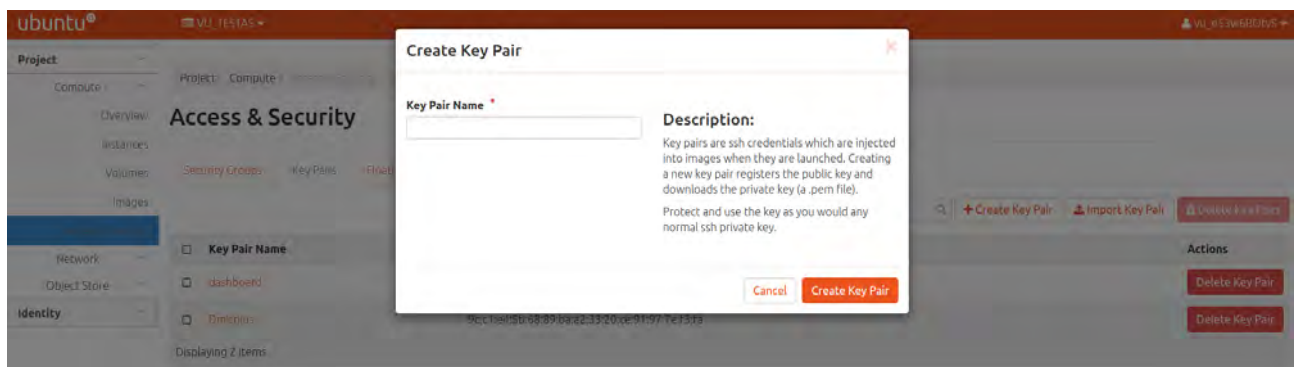 ubuntu®
VU_TESTAS
Project
Compute
Overview
Instances
Volumes
Images
Network
Object Store
Identity
Project Compute
Access & Security
Security Groups Key Pairs
Create Key Pair
Import Key Pair
Delete Key Pairs
Key Pair Name
Actions
dashboard
Delete Key Pair
Delete Key Pair
Displaying 2 items
Create Key Pair
Key Pair Name *
Description:
Key pairs are ssh credentials which are injected
into images when they are launched. Creating
a new key pair registers the public key and
downloads the private key (a .pem file).
Protect and use the key as you would any
normal ssh private key.
Cancel
Create Key Pair